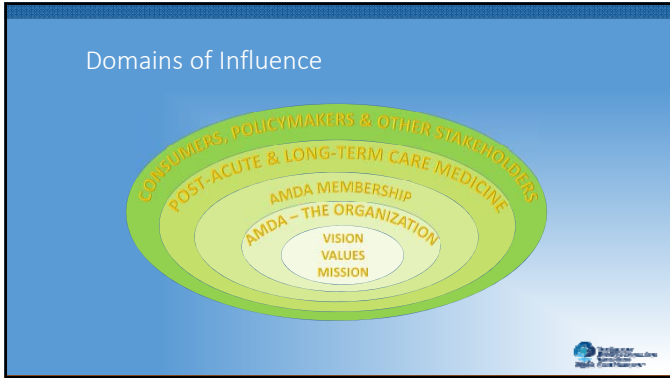 Domains of Influence
CONSUMERS, POLICYMAKERS & OTHER STAKEHOLDERS
POST-ACUTE & LONG-TERM CARE MEDICINE
AMDA MEMBERSHIP
AMDA – THE ORGANIZATION
VISION
VALUES
MISSION